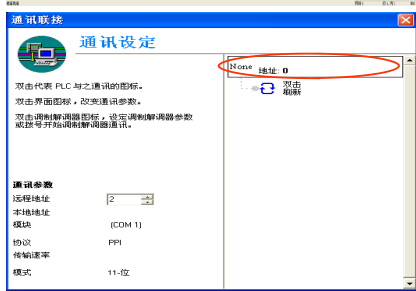 通讯联接
通讯设定
双击代表 PLC 与之通讯的图标。
双击界面图标，改变通讯参数。
双击调制解调器图标，设定调制解调器参数
或拨号开始调制解调器通讯。
通讯参数
远程地址 2
本地地址
模块 (COM 1)
协议 PPI
传输速率
模式 11-位
None 地址: 0
双击
刷新